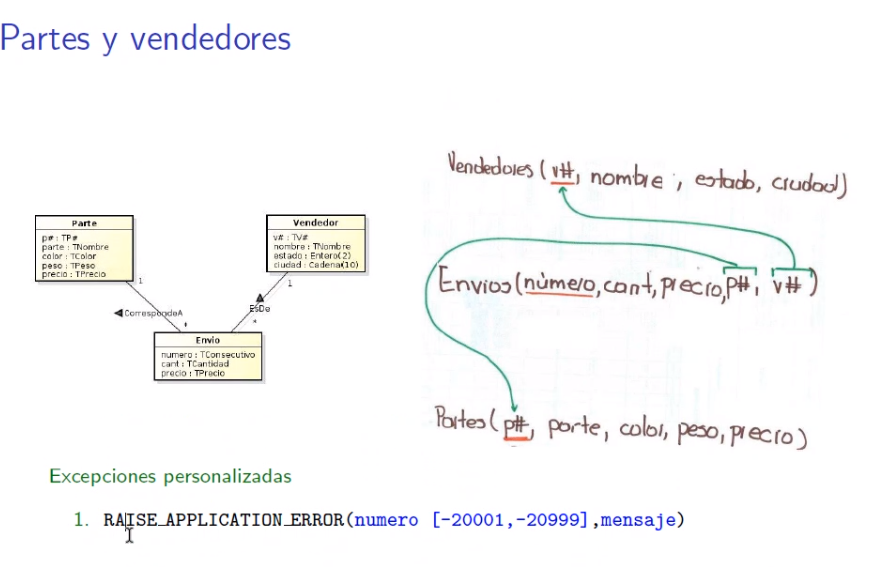 Partes y vendedores
Vendedores (v#, nombre , estado, ciudad)
Parte
p# : TP#
parte : TNombre
color : TColor
peso : TPeso
precio : TPrecio
Vendedor
v# : TV#
nombre : TNombre
estado : Entero(2)
ciudad : Cadena(10)
1
1
CorrespondeA
EsDe
*
*
Envio
numero : TConsecutivo
cant : TCantidad
precio : TPrecio
Envios (número, cant, precio, p#, v#)
Partes (p#, parte, color, peso, precio)
Excepciones personalizadas
1. RAISE_APPLICATION_ERROR(numero [-20001,-20999],mensaje)